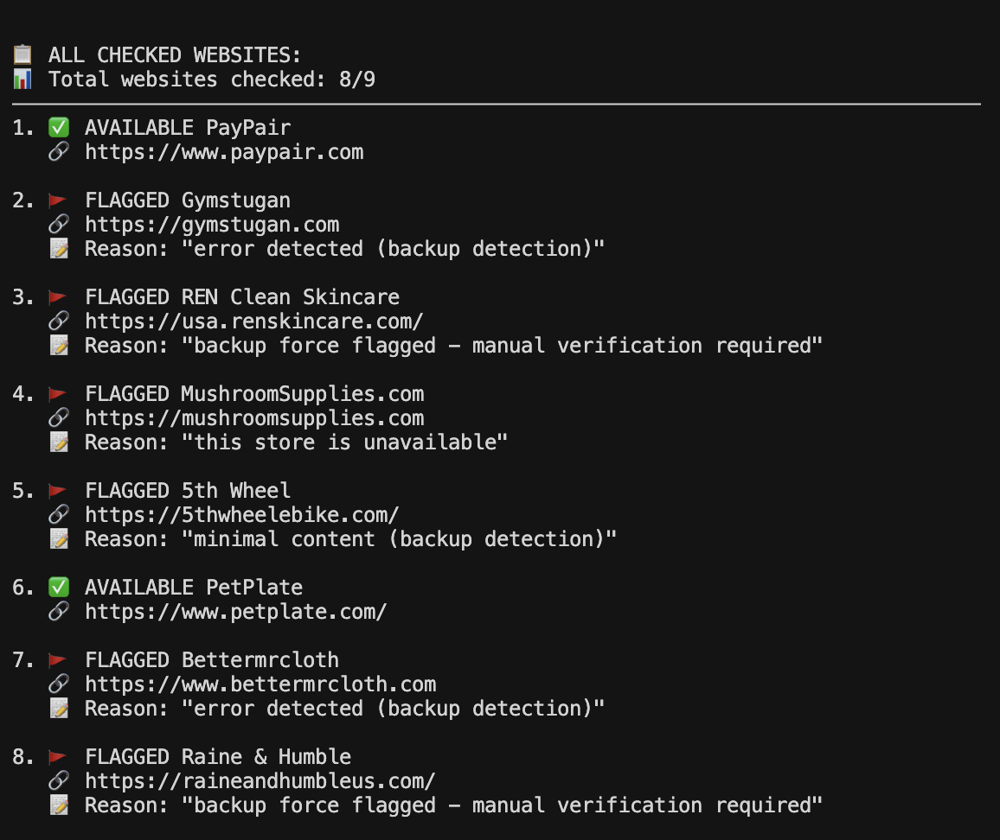 📋 ALL CHECKED WEBSITES:
📊 Total websites checked: 8/9
1. ✅ AVAILABLE PayPair
🔗 https://www.paypair.com
2. 🚩 FLAGGED Gymstugan
🔗 https://gymstugan.com
📝 Reason: "error detected (backup detection)"
3. 🚩 FLAGGED REN Clean Skincare
🔗 https://usa.renskincare.com/
📝 Reason: "backup force flagged – manual verification required"
4. 🚩 FLAGGED MushroomSupplies.com
🔗 https://mushroomsupplies.com
📝 Reason: "this store is unavailable"
5. 🚩 FLAGGED 5th Wheel
🔗 https://5thwheelebike.com/
📝 Reason: "minimal content (backup detection)"
6. ✅ AVAILABLE PetPlate
🔗 https://www.petplate.com/
7. 🚩 FLAGGED Bettermrcloth
🔗 https://www.bettermrcloth.com
📝 Reason: "error detected (backup detection)"
8. 🚩 FLAGGED Raine & Humble
🔗 https://raineandhumbleus.com/
📝 Reason: "backup force flagged – manual verification required"